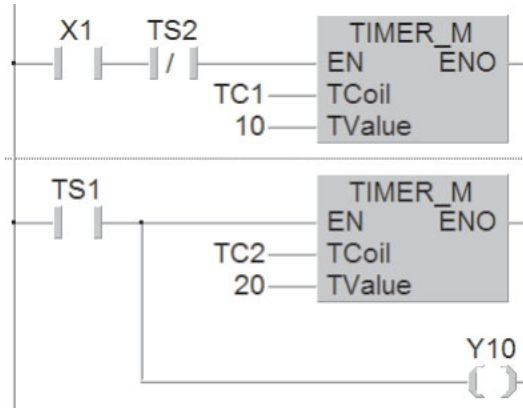 X1 TS2
TIMER_M
EN ENO
TC1 TCoil
10 TValue
TS1
TIMER_M
EN ENO
TC2 TCoil
20 TValue
Y10